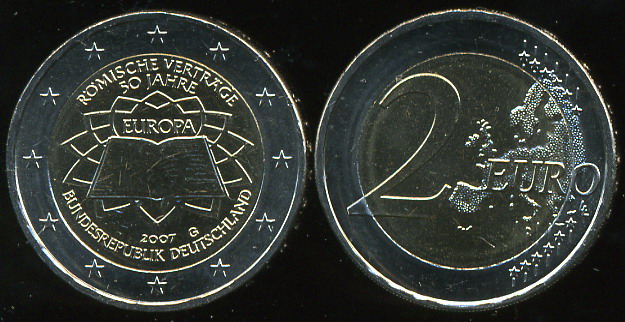 RÖMISCHE VERTRÄGE
50 JAHRE
EUROPA
2007 G
BUNDESREPUBLIK DEUTSCHLAND
2 EURO